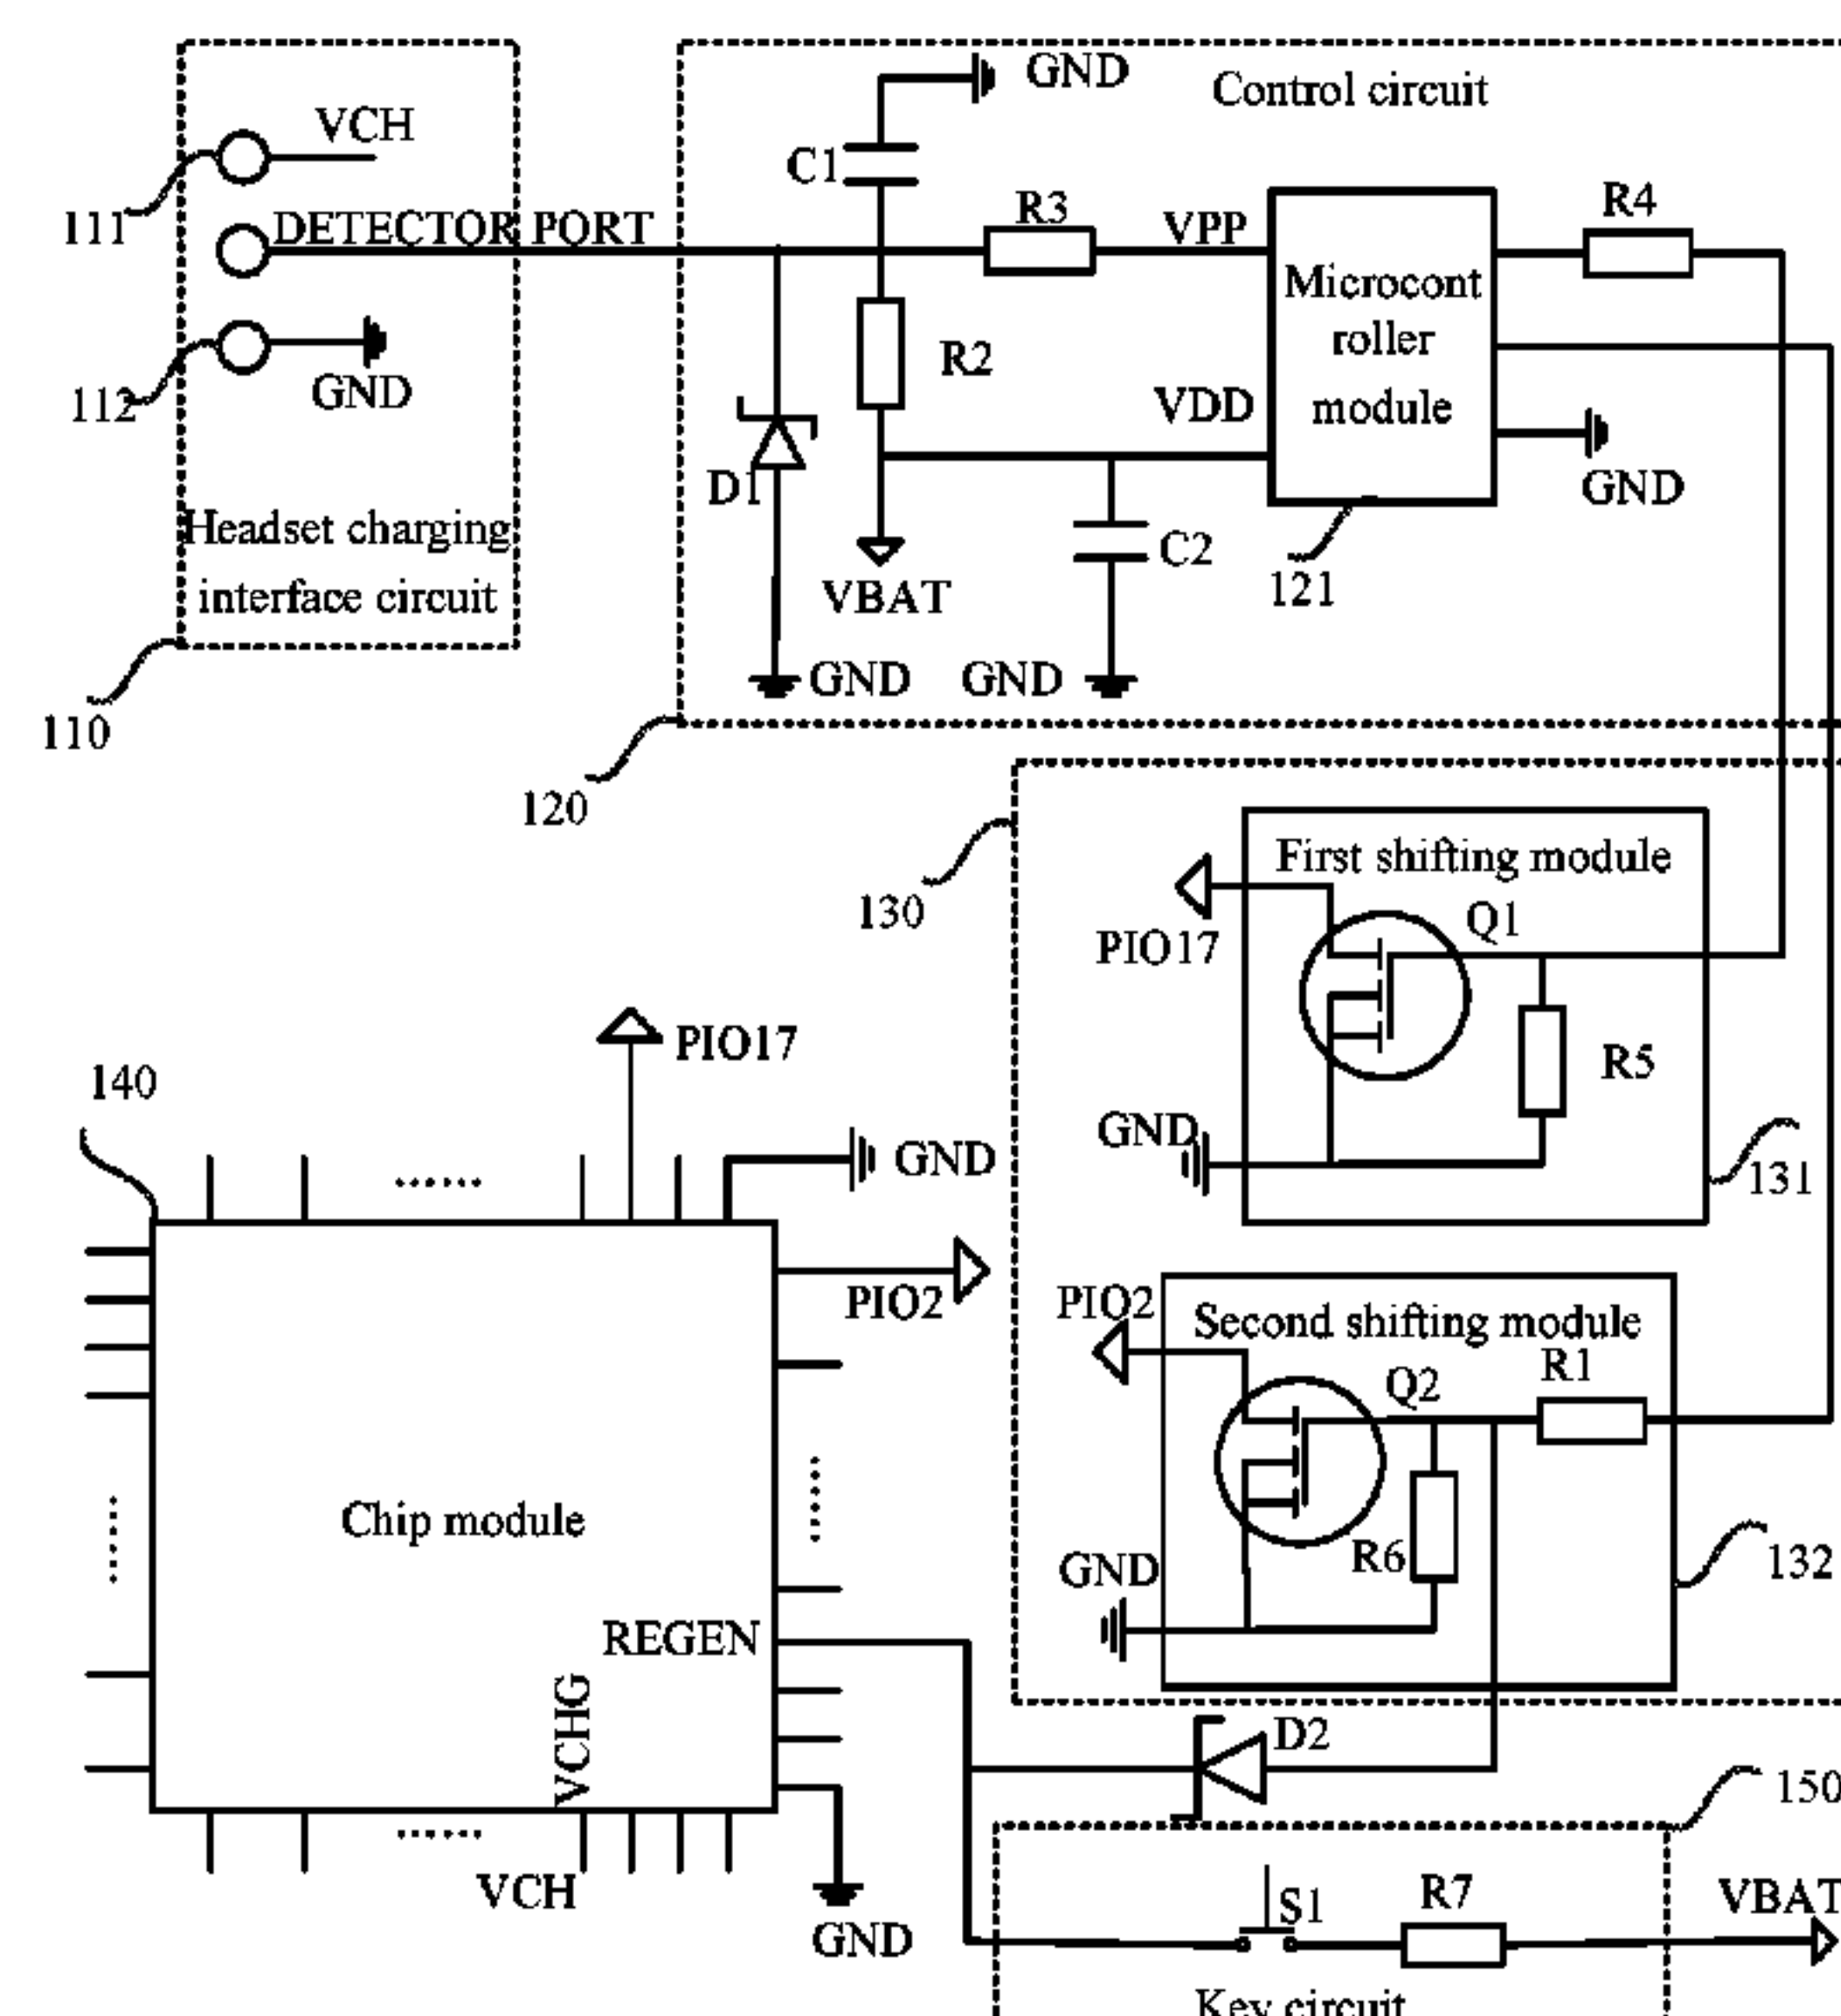 GND
Control circuit
VCH
C1
R3
VPP
R4
111
DETECTOR PORT
Microcont
roller
module
R2
112
GND
VDD
D1
GND
Headset charging
interface circuit
C2
121
VBAT
GND
GND
110
120
First shifting module
130
Q1
PIO17
PIO17
R5
140
GND
GND
131
PIO2
PIO2
Second shifting module
R1
Q2
Chip module
R6
GND
132
REGEN
VCHG
D2
150
VCH
S1
R7
VBAT
GND
Key circuit